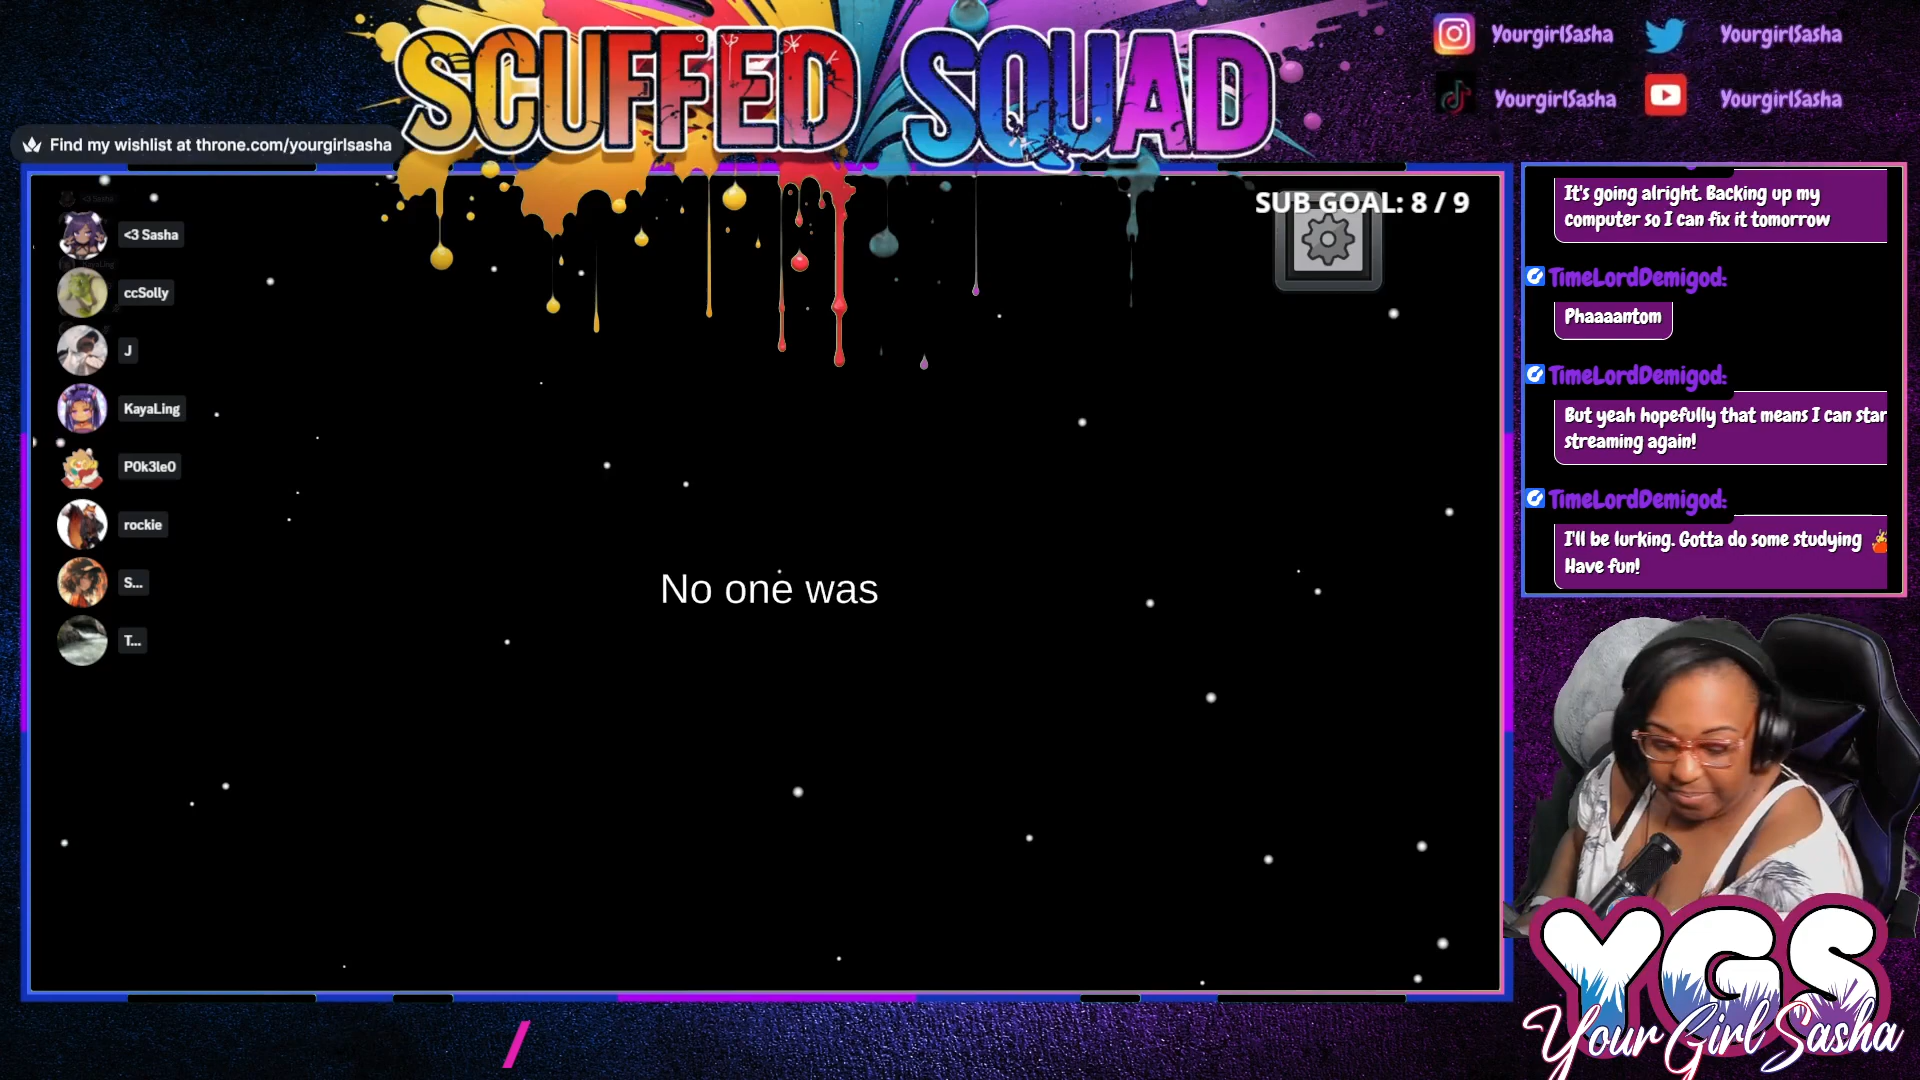 SCUFFED SQUAD
YourgirlSasha
YourgirlSasha
YourgirlSasha
YourgirlSasha
Find my wishlist at throne.com/yourgirlsasha
SUB GOAL: 8 / 9
<3 Sasha
ccSolly
J
KayaLing
P0k3le0
rockie
S...
T...
No one was
It's going alright. Backing up my
computer so I can fix it tomorrow
TimeLordDemigod:
Phaaaantom
TimeLordDemigod:
But yeah hopefully that means I can star
streaming again!
TimeLordDemigod:
I'll be lurking. Gotta do some studying
Have fun!
YGS
YourGirlSasha